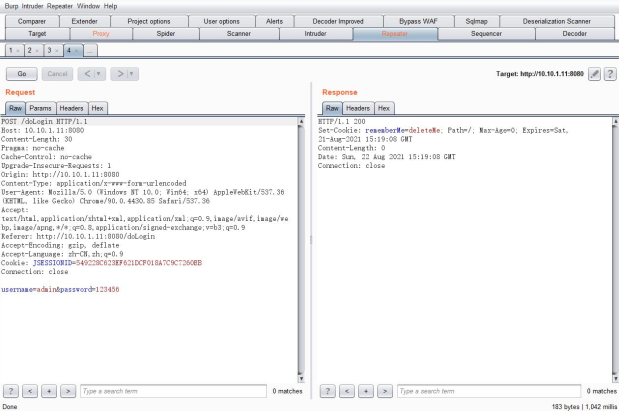 Burp Intruder Repeater Window Help
Comparer Extender Project options User options Alerts Decoder Improved Bypass WAF Sqlmap Deserialization Scanner
Target Proxy Spider Scanner Intruder Repeater Sequencer Decoder
1 × 2 × 3 × 4 × ...
Go Cancel < > Target: http://10.10.1.11:8080 ?
Request
Raw Params Headers Hex
POST /doLogin HTTP/1.1
Host: 10.10.1.11:8080
Content-Length: 30
Pragma: no-cache
Cache-Control: no-cache
Upgrade-Insecure-Requests: 1
Origin: http://10.10.1.11:8080
Content-Type: application/x-www-form-urlencoded
User-Agent: Mozilla/5.0 (Windows NT 10.0; Win64; x64) AppleWebKit/537.36
(KHTML, like Gecko) Chrome/90.0.4430.85 Safari/537.36
Accept:
text/html,application/xhtml+xml,application/xml;q=0.9,image/avif,image/we
bp,image/apng,*/*;q=0.8,application/signed-exchange;v=b3;q=0.9
Referer: http://10.10.1.11:8080/doLogin
Accept-Encoding: gzip, deflate
Accept-Language: zh-CN,zh;q=0.9
Cookie: JSESSIONID=549228C623EF621DCF018A7C9C7260EB
Connection: close
username=admin&password=123456
? < + > Type a search term 0 matches
Response
Raw Headers Hex
HTTP/1.1 200
Set-Cookie: rememberMe=deleteMe; Path=/; Max-Age=0; Expires=Sat,
21-Aug-2021 15:19:08 GMT
Content-Length: 0
Date: Sun, 22 Aug 2021 15:19:08 GMT
Connection: close
? < + > Type a search term 0 matches
Done 183 bytes | 1,042 millis